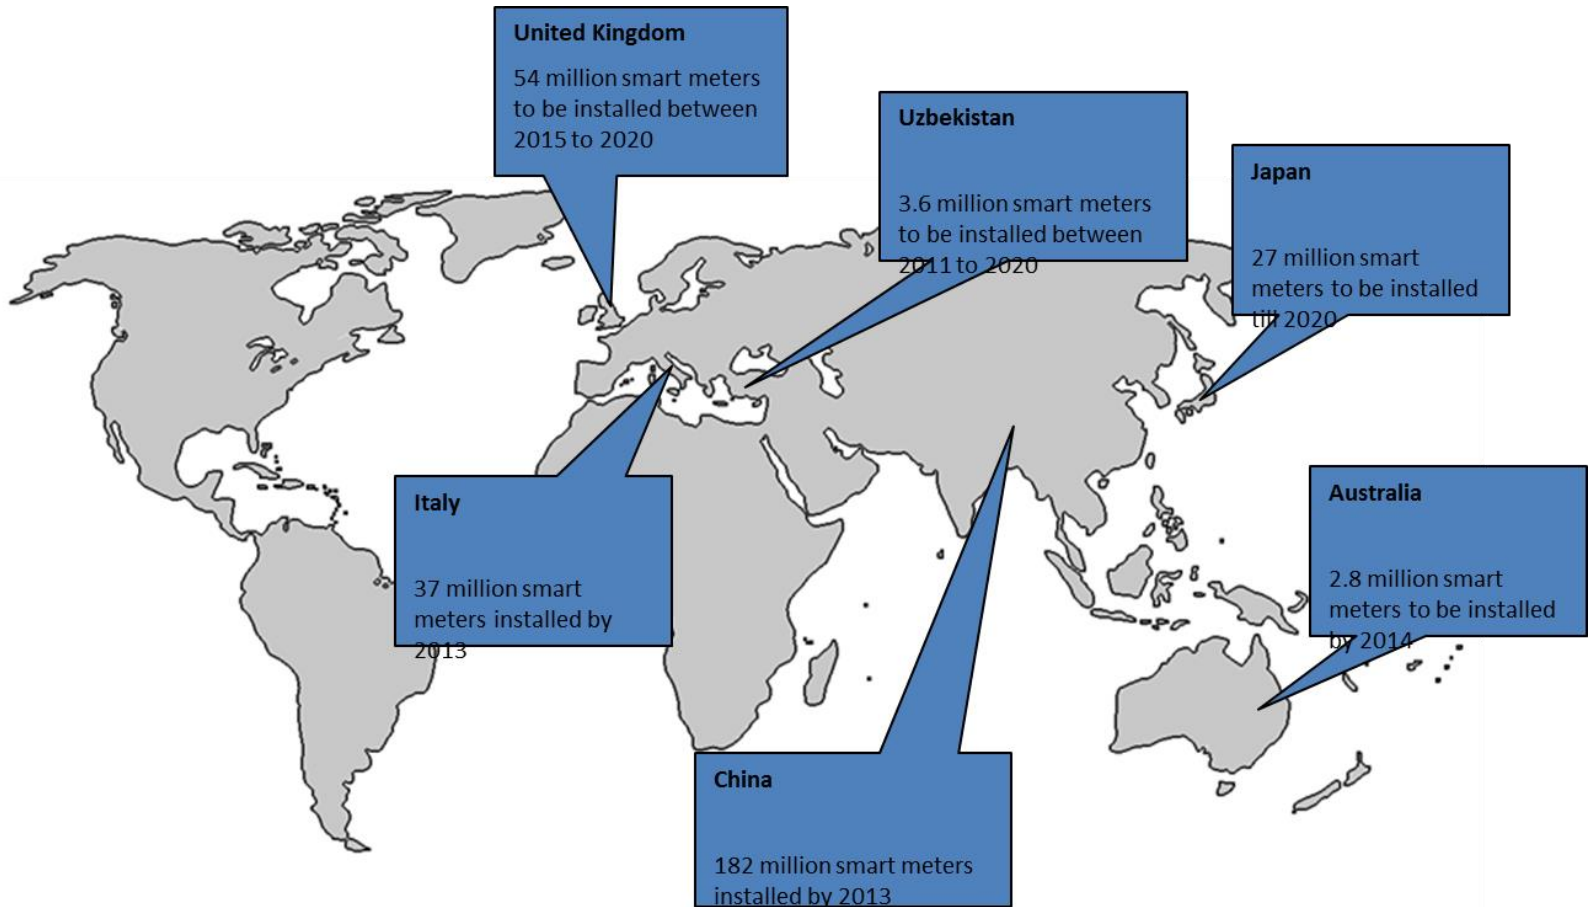 United Kingdom
54 million smart meters
to be installed between
2015 to 2020
Uzbekistan
3.6 million smart meters
to be installed between
2011 to 2020
Japan
27 million smart
meters to be installed
till 2020
Italy
37 million smart
meters installed by
2013
Australia
2.8 million smart
meters to be installed
by 2014
China
182 million smart meters
installed by 2013